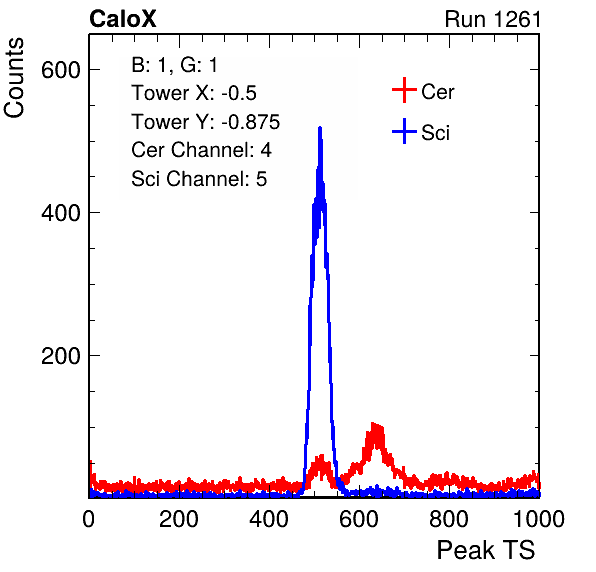 CaloX Run 1261
Counts
600
400
200
B: 1, G: 1
Tower X: -0.5
Tower Y: -0.875
Cer Channel: 4
Sci Channel: 5
Cer
Sci
0 200 400 600 800 1000
Peak TS